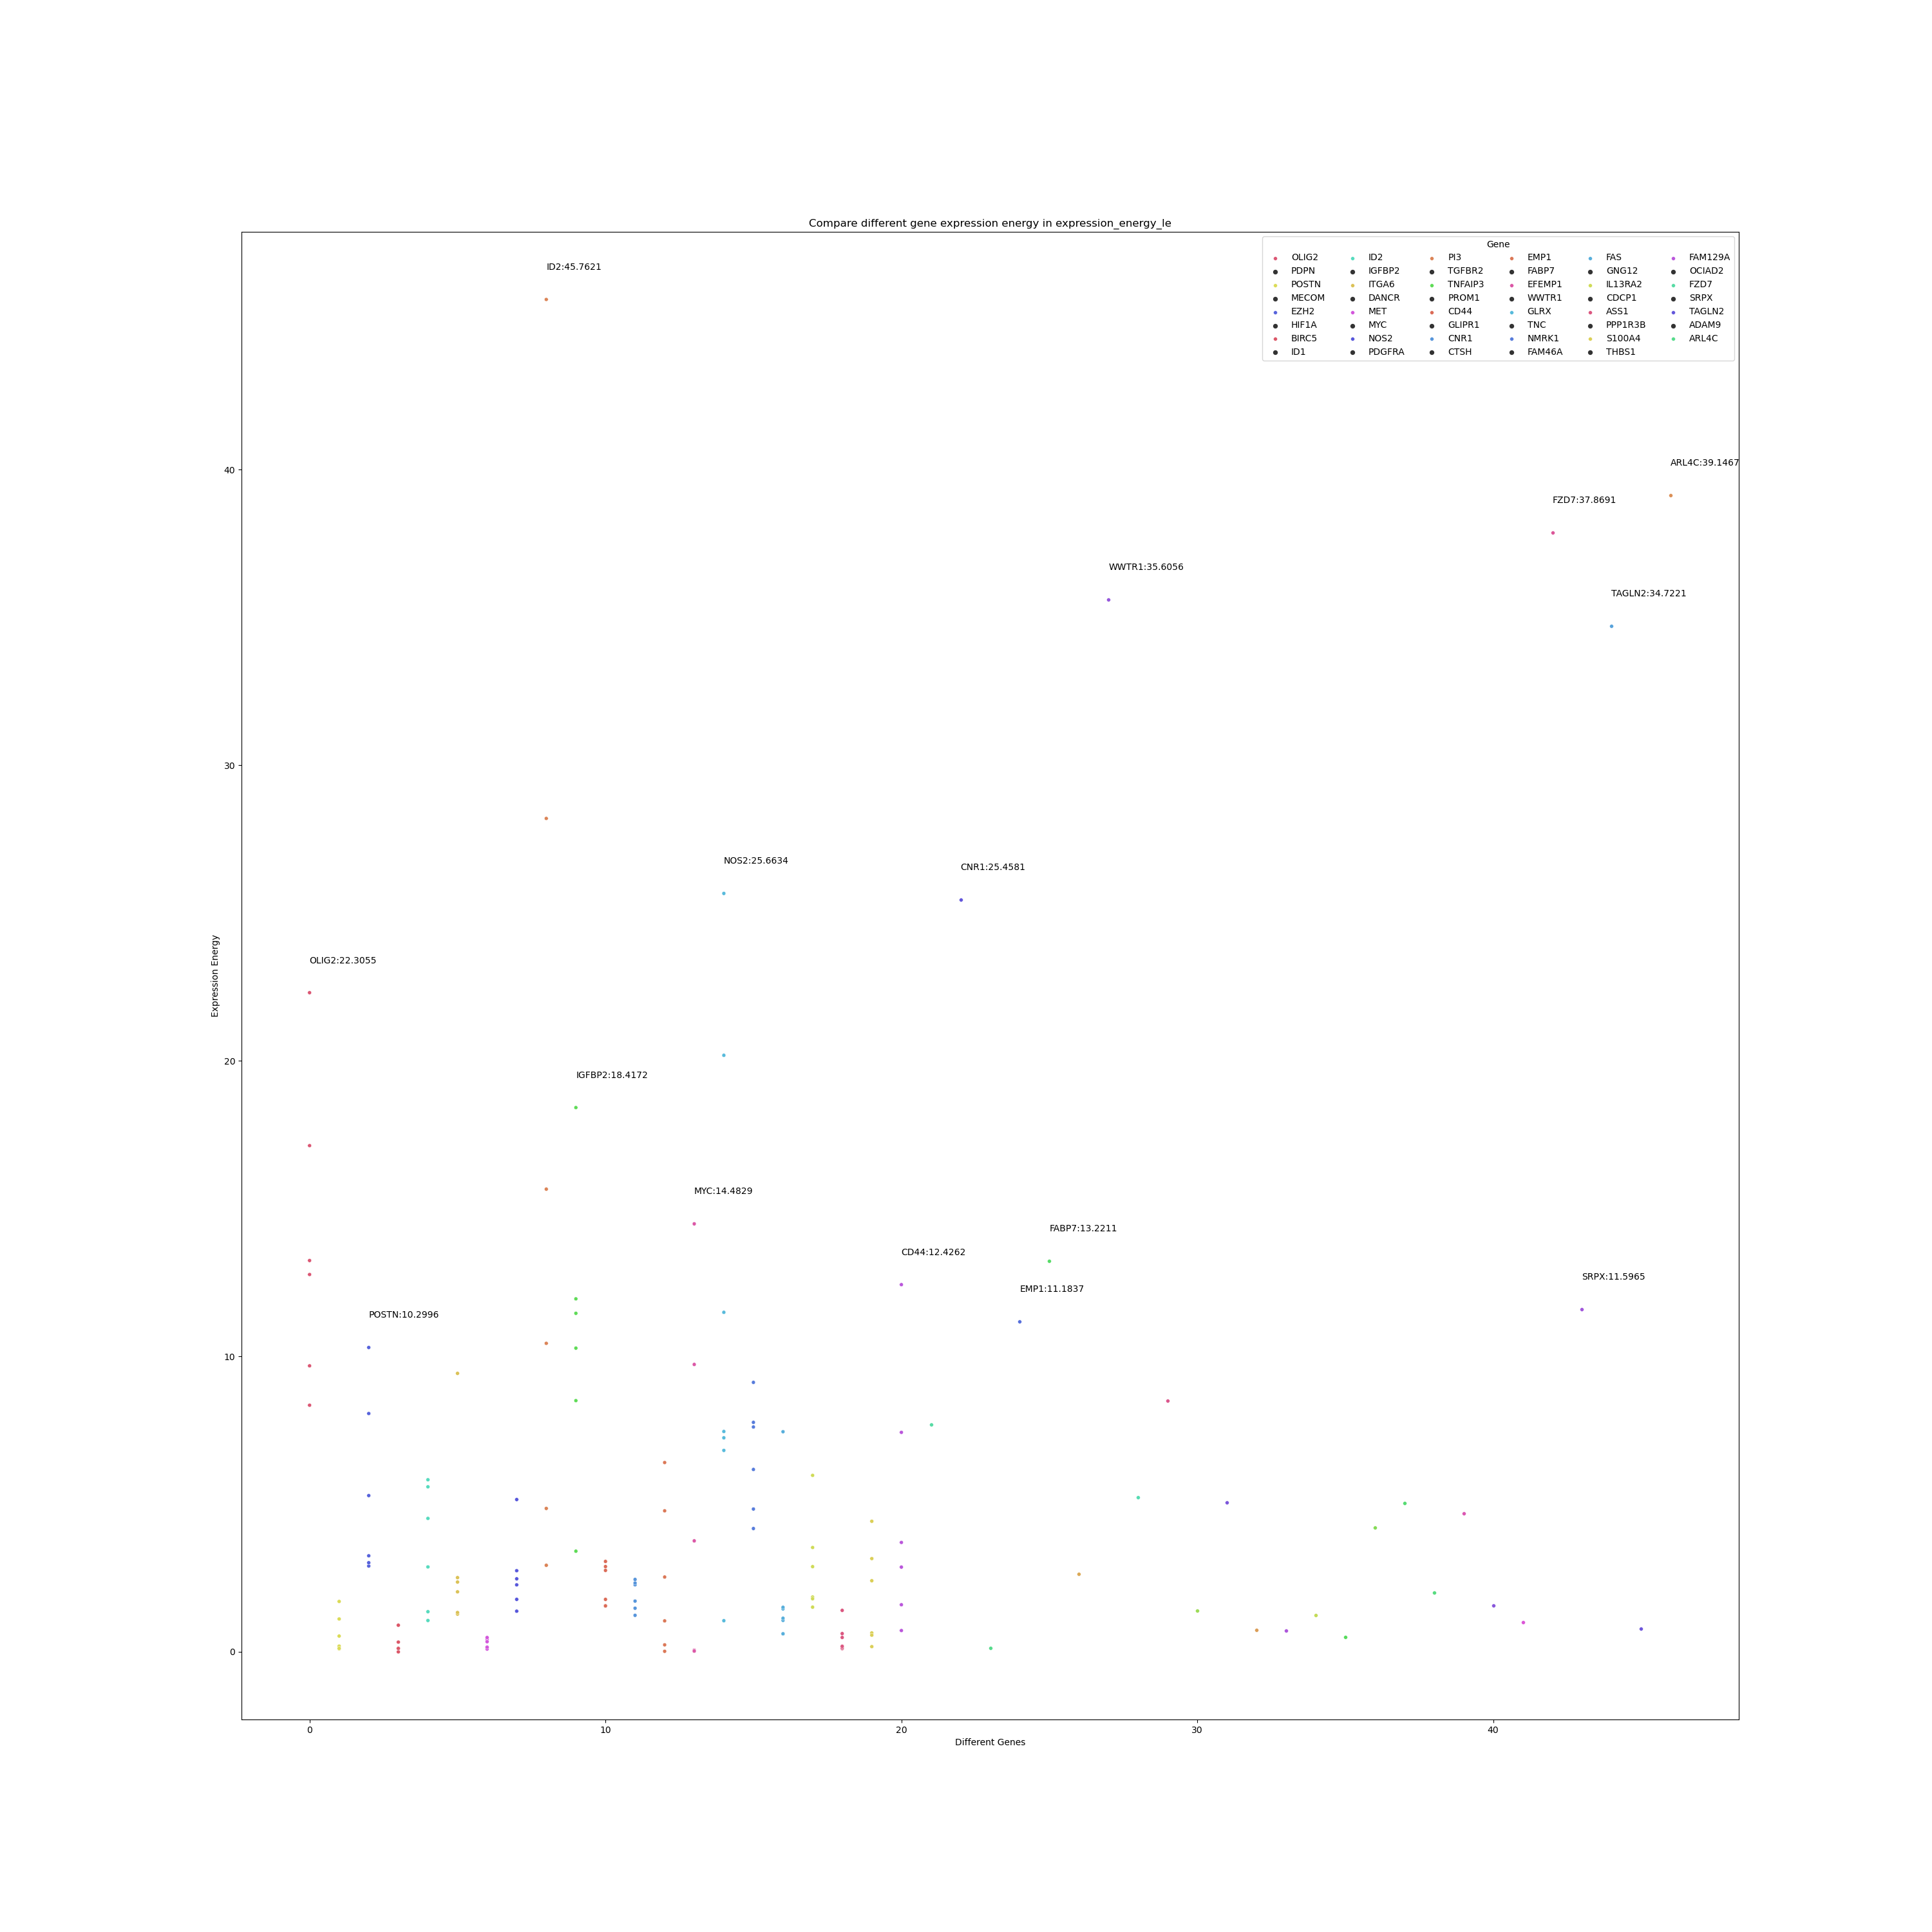 Compare different gene expression energy in expression_energy_le
Gene
OLIG2 ID2 PI3 EMP1 FAS FAM129A
PDPN IGFBP2 TGFBR2 FABP7 GNG12 OCIAD2
POSTN ITGA6 TNFAIP3 EFEMP1 IL13RA2 FZD7
MECOM DANCR PROM1 WWTR1 CDCP1 SRPX
EZH2 MET CD44 GLRX ASS1 TAGLN2
HIF1A MYC GLIPR1 TNC PPP1R3B ADAM9
BIRC5 NOS2 CNR1 NMRK1 S100A4 ARL4C
ID1 PDGFRA CTSH FAM46A THBS1
ID2:45.7621
ARL4C:39.1467
FZD7:37.8691
WWTR1:35.6056
TAGLN2:34.7221
NOS2:25.6634
CNR1:25.4581
OLIG2:22.3055
IGFBP2:18.4172
MYC:14.4829
FABP7:13.2211
CD44:12.4262
SRPX:11.5965
EMP1:11.1837
POSTN:10.2996
40
30
20
10
0
Expression Energy
0 10 20 30 40
Different Genes